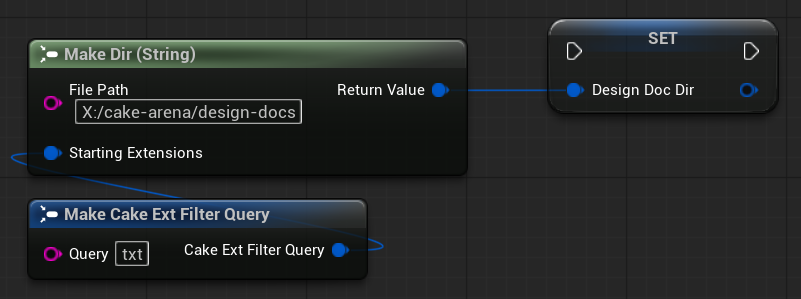 SET
Make Dir (String)
File Path
Return Value
Design Doc Dir
X:/cake-arena/design-docs
Starting Extensions
Make Cake Ext Filter Query
Query txt
Cake Ext Filter Query